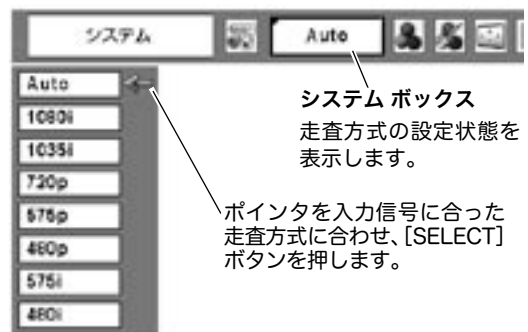 システム
Auto
Auto
1080i
1035i
720p
575p
480p
575i
480i
システム ボックス
走査方式の設定状態を
表示します。
ポインタを入力信号に合った
走査方式に合わせ、[SELECT]
ボタンを押します。